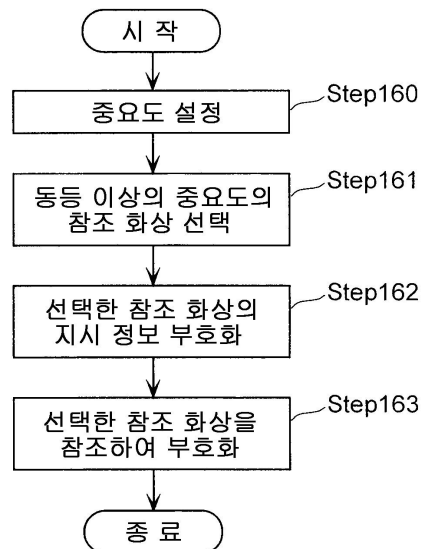 시 작
중요도 설정
Step160
동등 이상의 중요도의
참조 화상 선택
Step161
선택한 참조 화상의
지시 정보 부호화
Step162
선택한 참조 화상을
참조하여 부호화
Step163
종 료